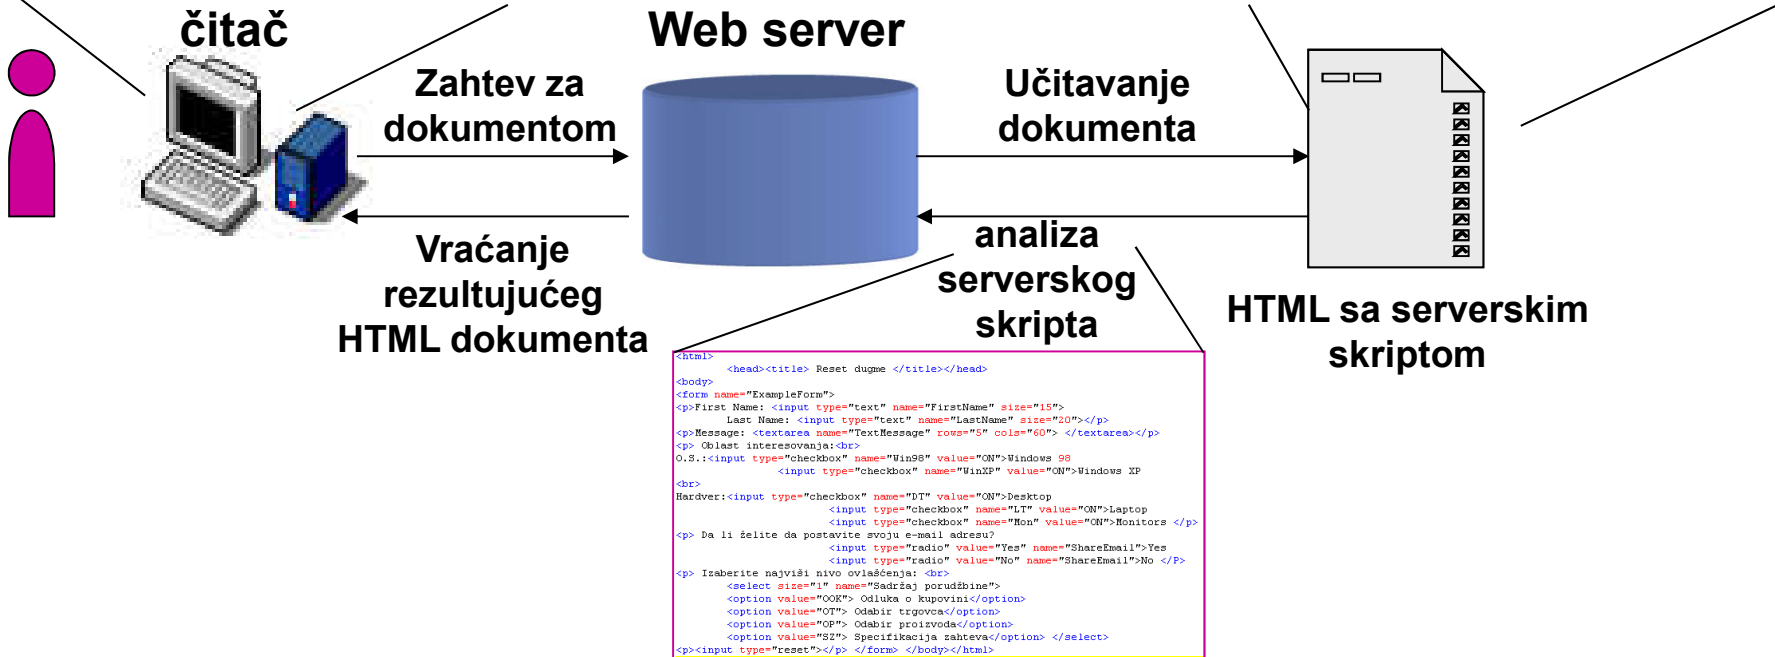 čitač
Web server
Zahtev za
dokumentom
Učitavanje
dokumenta
Vraćanje
rezultujućeg
HTML dokumenta
analiza
serverskog
skripta
HTML sa serverskim
skriptom
<html>
<head><title> Reset dugme </title></head>
<body>
<form name="ExampleForm">
<p>First Name: <input type="text" name="FirstName" size="15">
Last Name: <input type="text" name="LastName" size="20"></p>
<p>Message: <textarea name="TextMessage" rows="5" cols="60"> </textarea></p>
<p> Oblast interesovanja:<br>
O.S.:<input type="checkbox" name="Win98" value="ON">Windows 98
<input type="checkbox" name="WinXP" value="ON">Windows XP
<br>
Hardver:<input type="checkbox" name="DT" value="ON">Desktop
<input type="checkbox" name="LT" value="ON">Laptop
<input type="checkbox" name="Mon" value="ON">Monitors </p>
<p> Da li želite da postavite svoju e-mail adresu?
<input type="radio" value="Yes" name="ShareEmail">Yes
<input type="radio" value="No" name="ShareEmail">No </P>
<p> Izaberite najviši nivo ovlašćenja: <br>
<select size="1" name="Sadržaj porudžbine">
<option value="OOK"> Odluka o kupovini</option>
<option value="OT"> Odabir trgovca</option>
<option value="OP"> Odabir proizvoda</option>
<option value="SZ"> Specifikacija zahteva</option> </select>
<p><input type="reset"></p> </form> </body></html>